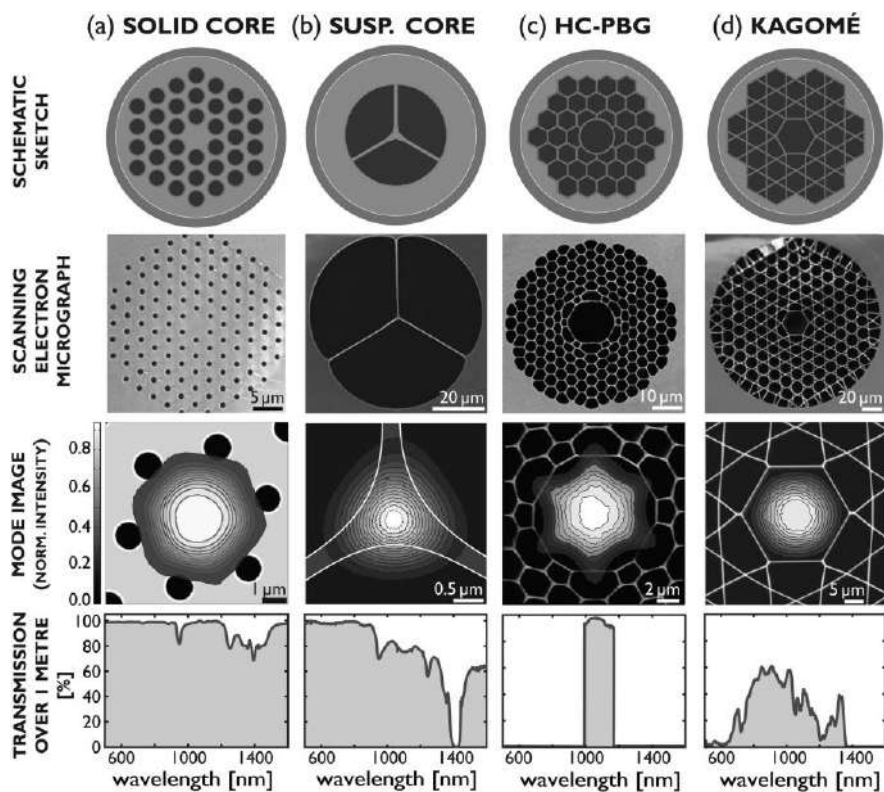 (a) SOLID CORE
(b) SUSP. CORE
(c) HC-PBG
(d) KAGOMÉ
SCHEMATIC
SKETCH
SCANNING
ELECTRON
MICROGRAPH
5 µm
20 µm
10 µm
20 µm
MODE IMAGE
(NORM. INTENSITY)
0.8
0.6
0.4
0.2
0.0
1 µm
0.5 µm
2 µm
5 µm
TRANSMISSION
OVER 1 METRE
[%]
100
80
60
40
20
0
600 1000 1400
600 1000 1400
600 1000 1400
600 1000 1400
wavelength [nm]
wavelength [nm]
wavelength [nm]
wavelength [nm]